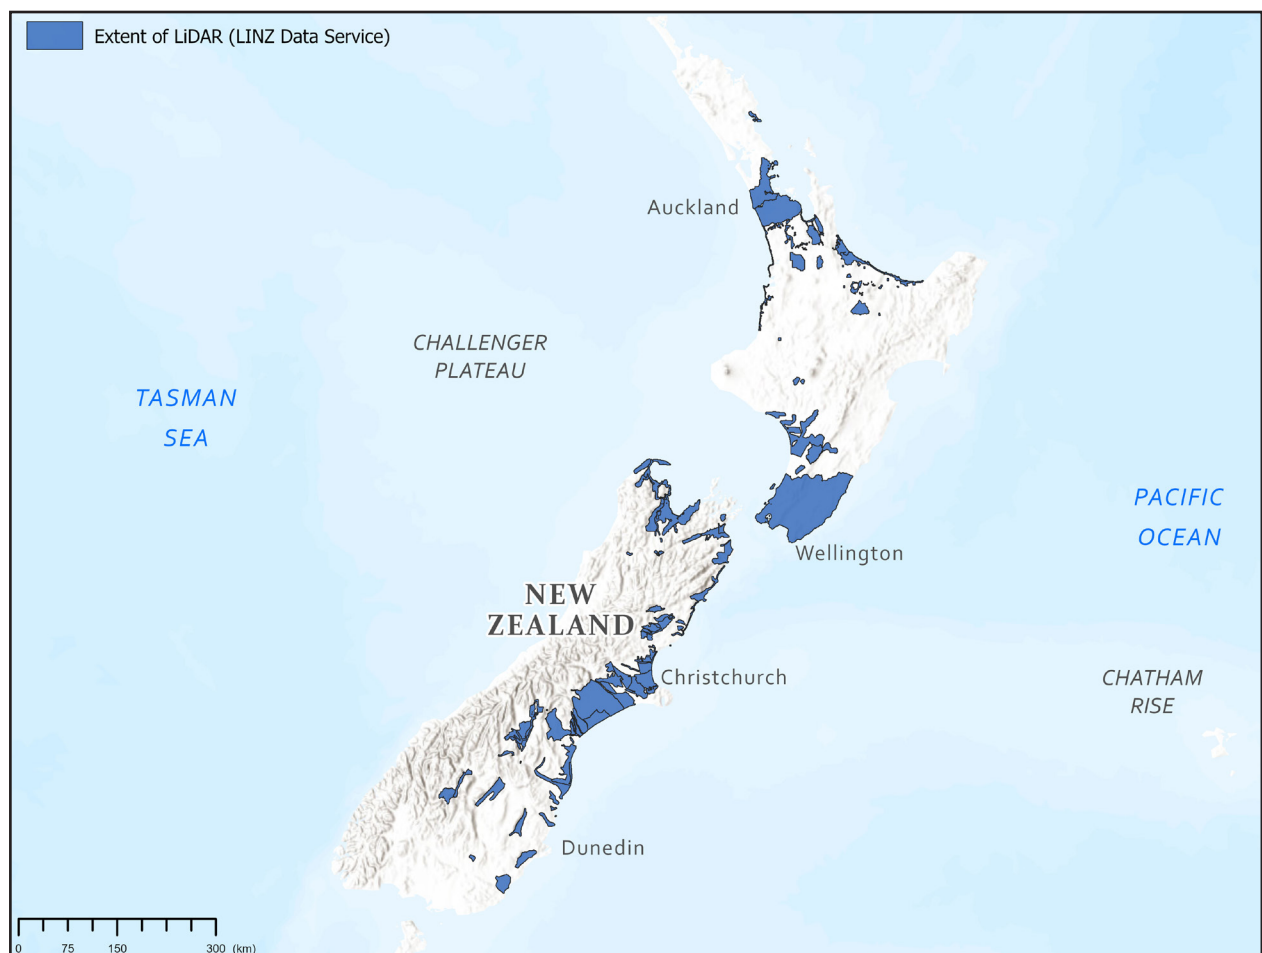 Extent of LiDAR (LINZ Data Service)
Auckland
CHALLENGER
PLATEAU
TASMAN
SEA
PACIFIC
OCEAN
Wellington
NEW
ZEALAND
Christchurch
CHATHAM
RISE
Dunedin
0 75 150 300 (km)